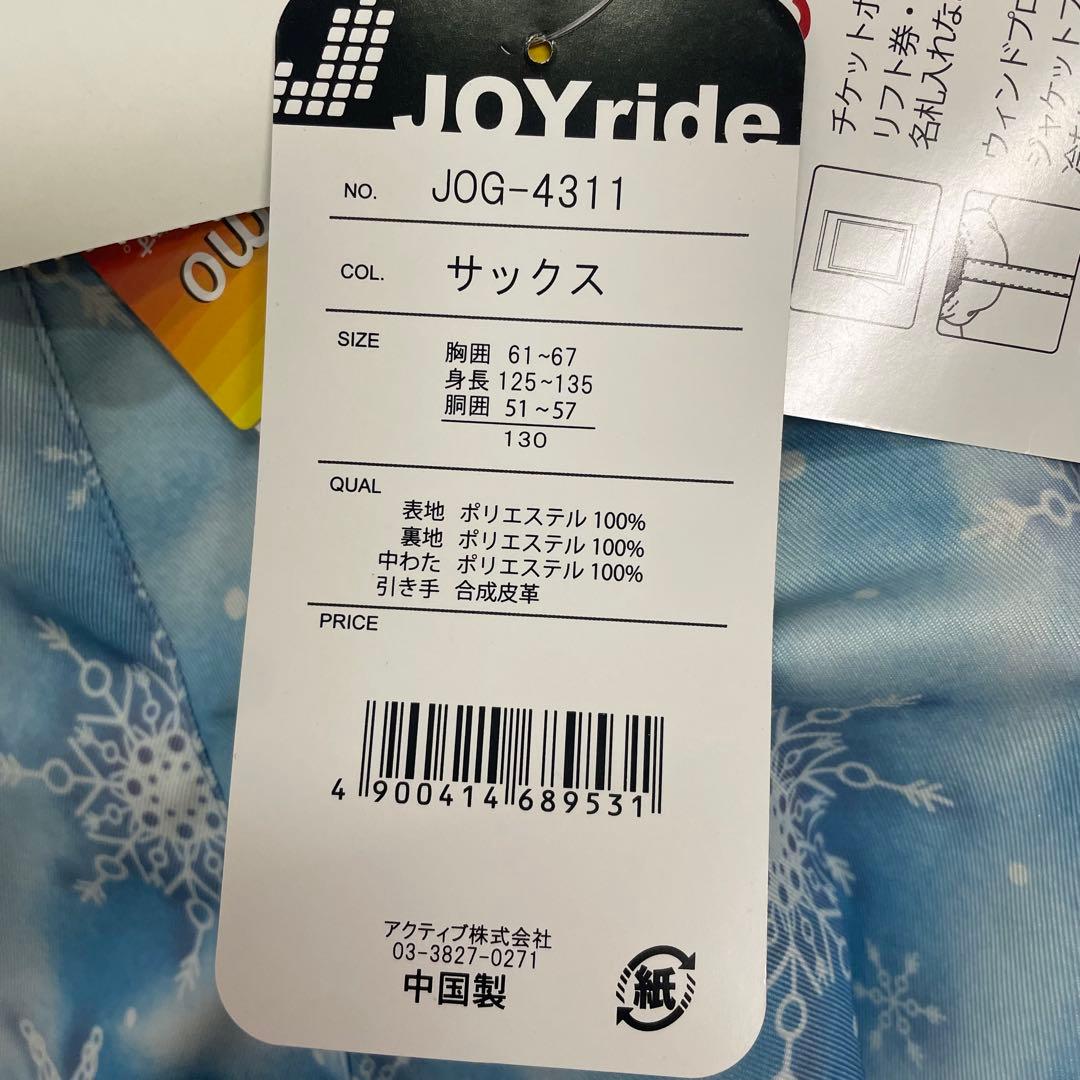 JOYride
NO. JOG-4311
COL. サックス
SIZE
胸囲 61~67
身長 125~135
胴囲 51~57
130
QUAL
表地 ポリエステル 100%
裏地 ポリエステル 100%
中わた ポリエステル 100%
引き手 合成皮革
PRICE
4 900414 689531
アクティブ株式会社
03-3827-0271
中国製
紙
チケットホ
リフト券・
名札入れな
ウィンドプロ
ジャケット
mo
す。